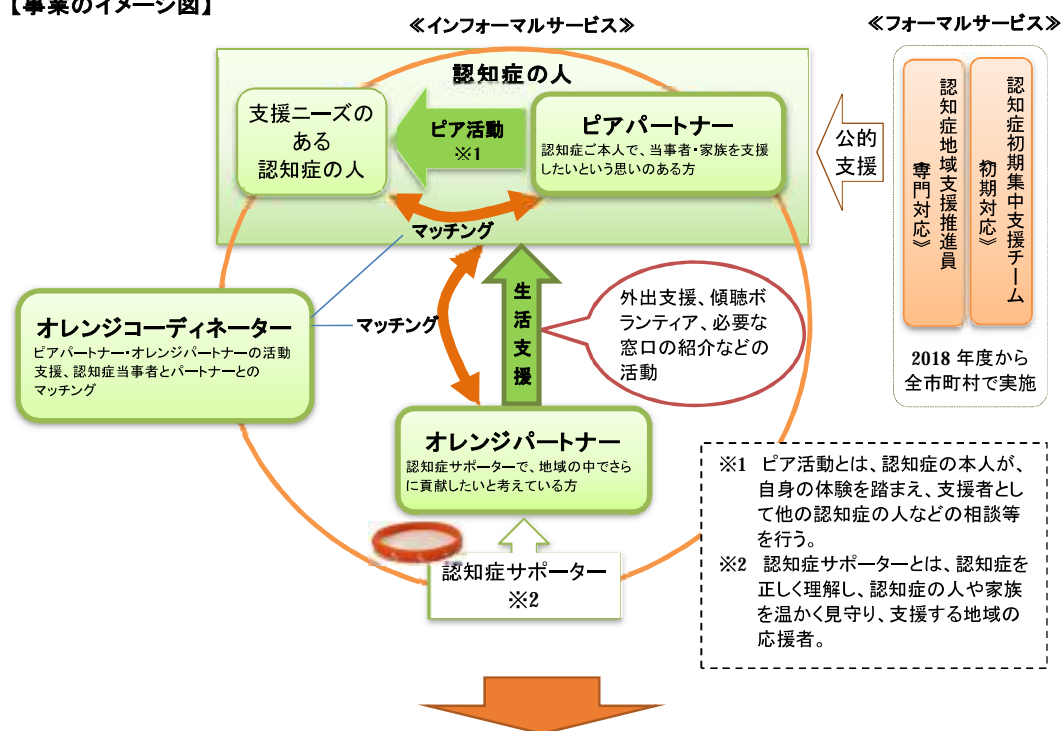 【事業のイメージ図】
≪インフォーマルサービス≫
≪フォーマルサービス≫
認知症の人
支援ニーズの
ある
認知症の人
ピア活動
※1
ピアパートナー
認知症ご本人で、当事者・家族を支援
したいという思いのある方
公的
支援
認知症初期集中支援チーム
《初期対応》
認知症地域支援推進員
《専門対応》
2018 年度から
全市町村で実施
マッチング
マッチング
オレンジコーディネーター
ピアパートナー・オレンジパートナーの活動
支援、認知症当事者とパートナーとの
マッチング
生活支援
外出支援、傾聴ボ
ランティア、必要な
窓口の紹介などの
活動
オレンジパートナー
認知症サポーターで、地域の中でさら
に貢献したいと考えている方
認知症サポーター
※2
※1 ピア活動とは、認知症の本人が、
自身の体験を踏まえ、支援者とし
て他の認知症の人などの相談等
を行う。
※2 認知症サポーターとは、認知症を
正しく理解し、認知症の人や家族
を温かく見守り、支援する地域の
応援者。